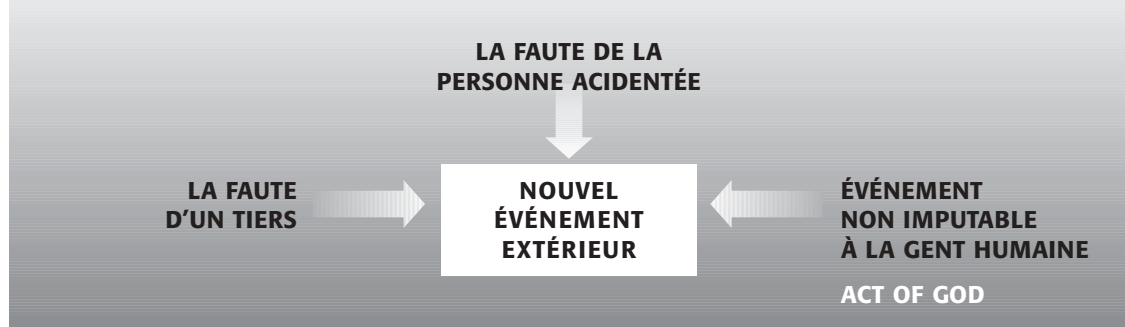 LA FAUTE DE LA
PERSONNE ACIDENTÉE
LA FAUTE
D'UN TIERS
NOUVEL
ÉVÉNEMENT
EXTÉRIEUR
ÉVÉNEMENT
NON IMPUTABLE
À LA GENT HUMAINE
ACT OF GOD